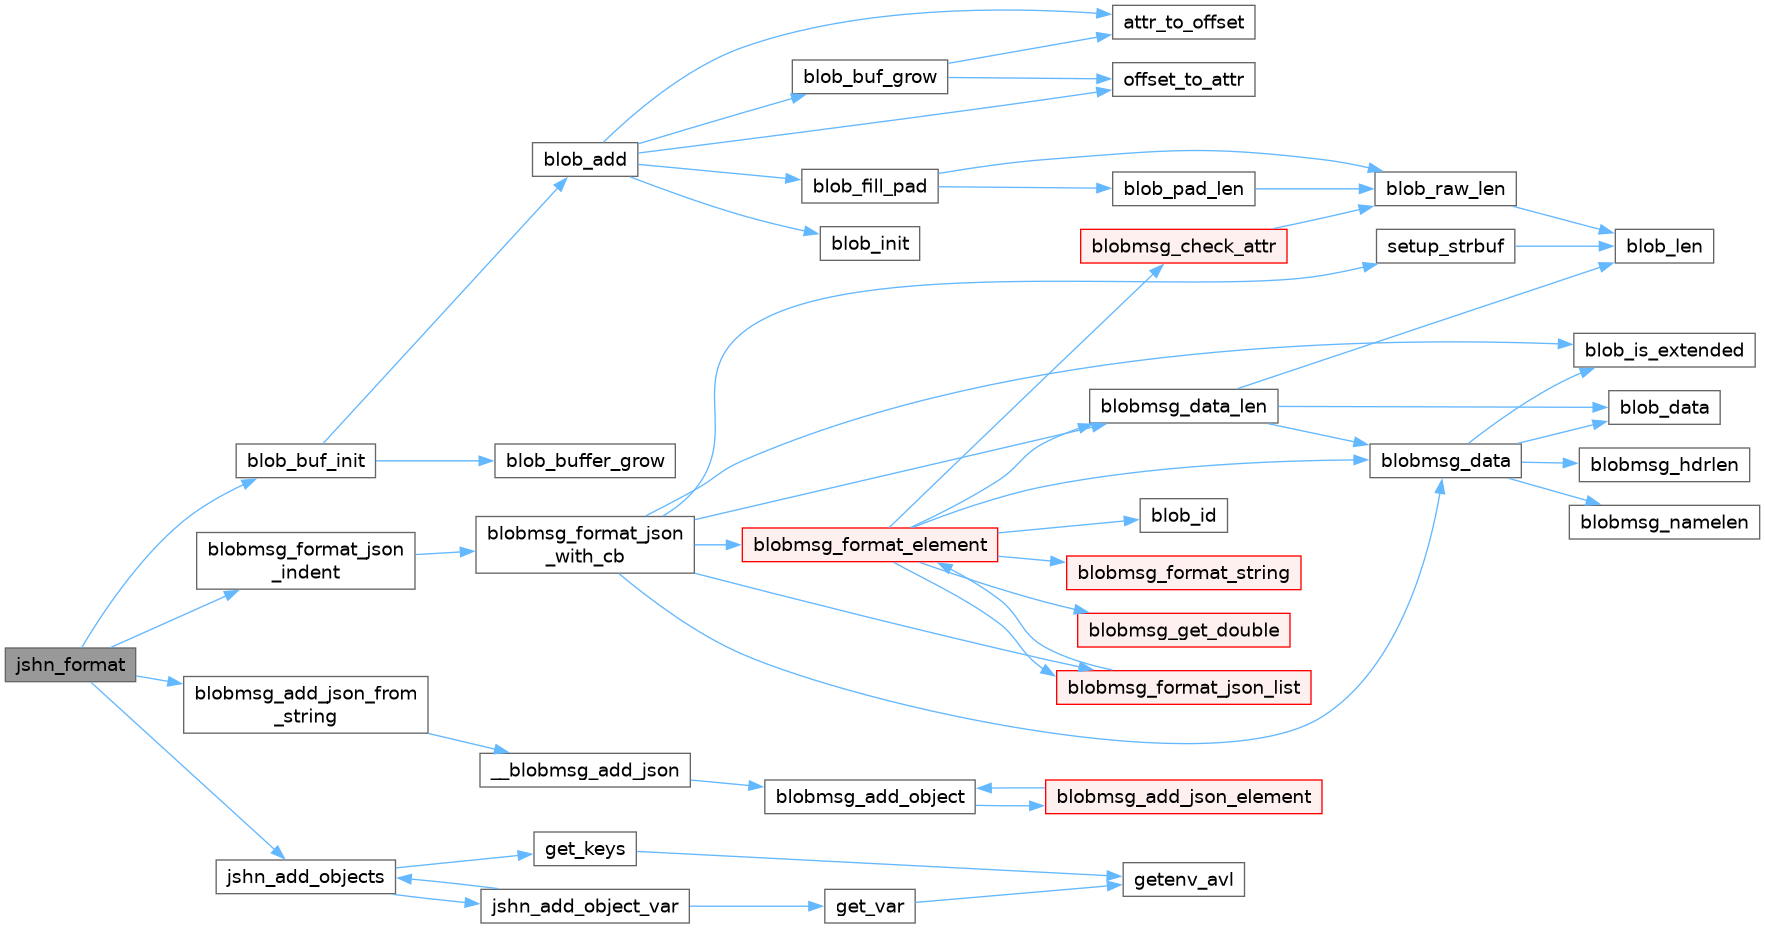 attr_to_offset
blob_buf_grow
offset_to_attr
blob_add
blob_fill_pad
blob_pad_len
blob_raw_len
blob_init
blobmsg_check_attr
setup_strbuf
blob_len
blob_is_extended
blobmsg_data_len
blob_data
blob_buf_init
blob_buffer_grow
blobmsg_data
blobmsg_hdrlen
blob_id
blobmsg_namelen
blobmsg_format_json
_with_cb
blobmsg_format_element
blobmsg_format_json
_indent
blobmsg_format_string
blobmsg_get_double
jshn_format
blobmsg_format_json_list
blobmsg_add_json_from
_string
__blobmsg_add_json
blobmsg_add_object
blobmsg_add_json_element
get_keys
jshn_add_objects
getenv_avl
jshn_add_object_var
get_var